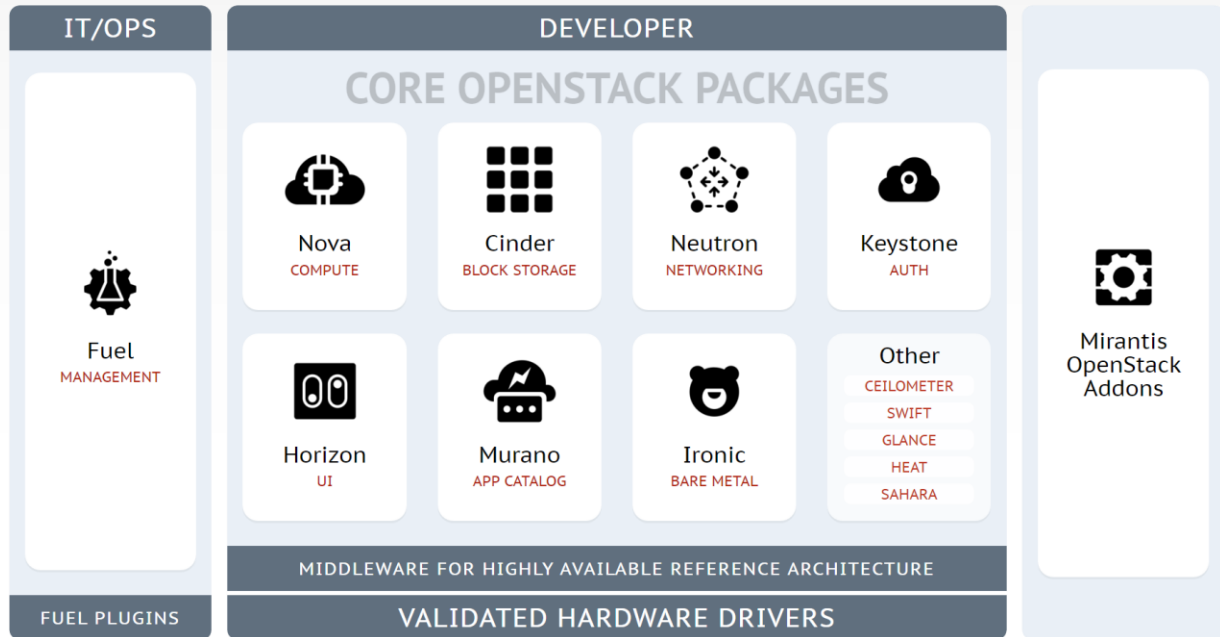 IT/OPS
Fuel
MANAGEMENT
FUEL PLUGINS
DEVELOPER
CORE OPENSTACK PACKAGES
Nova
COMPUTE
Cinder
BLOCK STORAGE
Neutron
NETWORKING
Keystone
AUTH
Horizon
UI
Murano
APP CATALOG
Ironic
BARE METAL
Other
CEILOMETER
SWIFT
GLANCE
HEAT
SAHARA
MIDDLEWARE FOR HIGHLY AVAILABLE REFERENCE ARCHITECTURE
VALIDATED HARDWARE DRIVERS
Mirantis
OpenStack
Addons